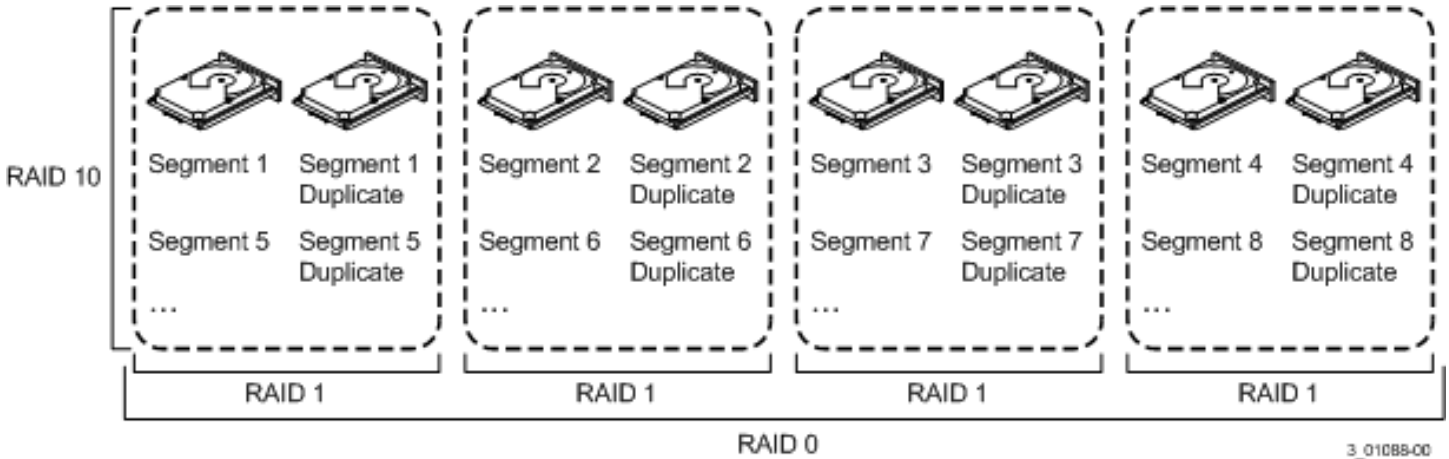 RAID 10
Segment 1
Segment 1
Duplicate
Segment 5
Segment 5
Duplicate
...
Segment 2
Segment 2
Duplicate
Segment 6
Segment 6
Duplicate
...
Segment 3
Segment 3
Duplicate
Segment 7
Segment 7
Duplicate
...
Segment 4
Segment 4
Duplicate
Segment 8
Segment 8
Duplicate
...
RAID 1
RAID 1
RAID 1
RAID 1
RAID 0
3_01088-00